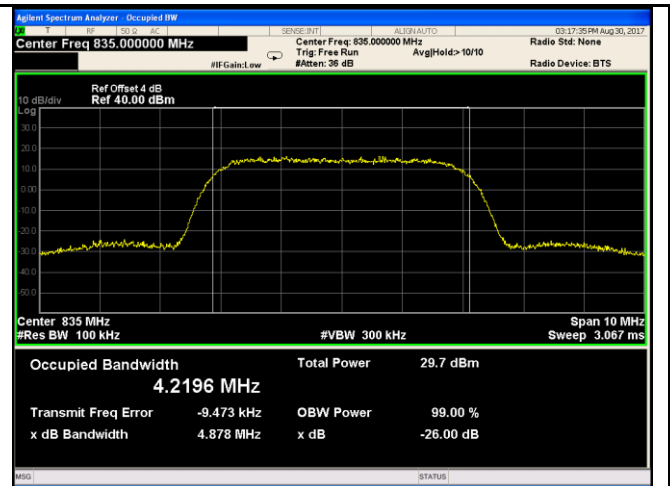 Agilent Spectrum Analyzer - Occupied BW
T RF 50 Ω AC SENSE:INT ALIGN AUTO 03:17:35 PM Aug 30, 2017
Center Freq 835.000000 MHz Center Freq: 835.000000 MHz Radio Std: None
Trig: Free Run Avg|Hold:> 10/10
#IFGain:Low #Atten: 36 dB Radio Device: BTS
Ref Offset 4 dB
10 dB/div Ref 40.00 dBm
Log
30.0
20.0
10.0
0.00
-10.0
-20.0
-30.0
-40.0
-50.0
Center 835 MHz Span 10 MHz
#Res BW 100 kHz #VBW 300 kHz Sweep 3.067 ms
Occupied Bandwidth Total Power 29.7 dBm
4.2196 MHz
Transmit Freq Error -9.473 kHz OBW Power 99.00 %
x dB Bandwidth 4.878 MHz x dB -26.00 dB
MSG STATUS